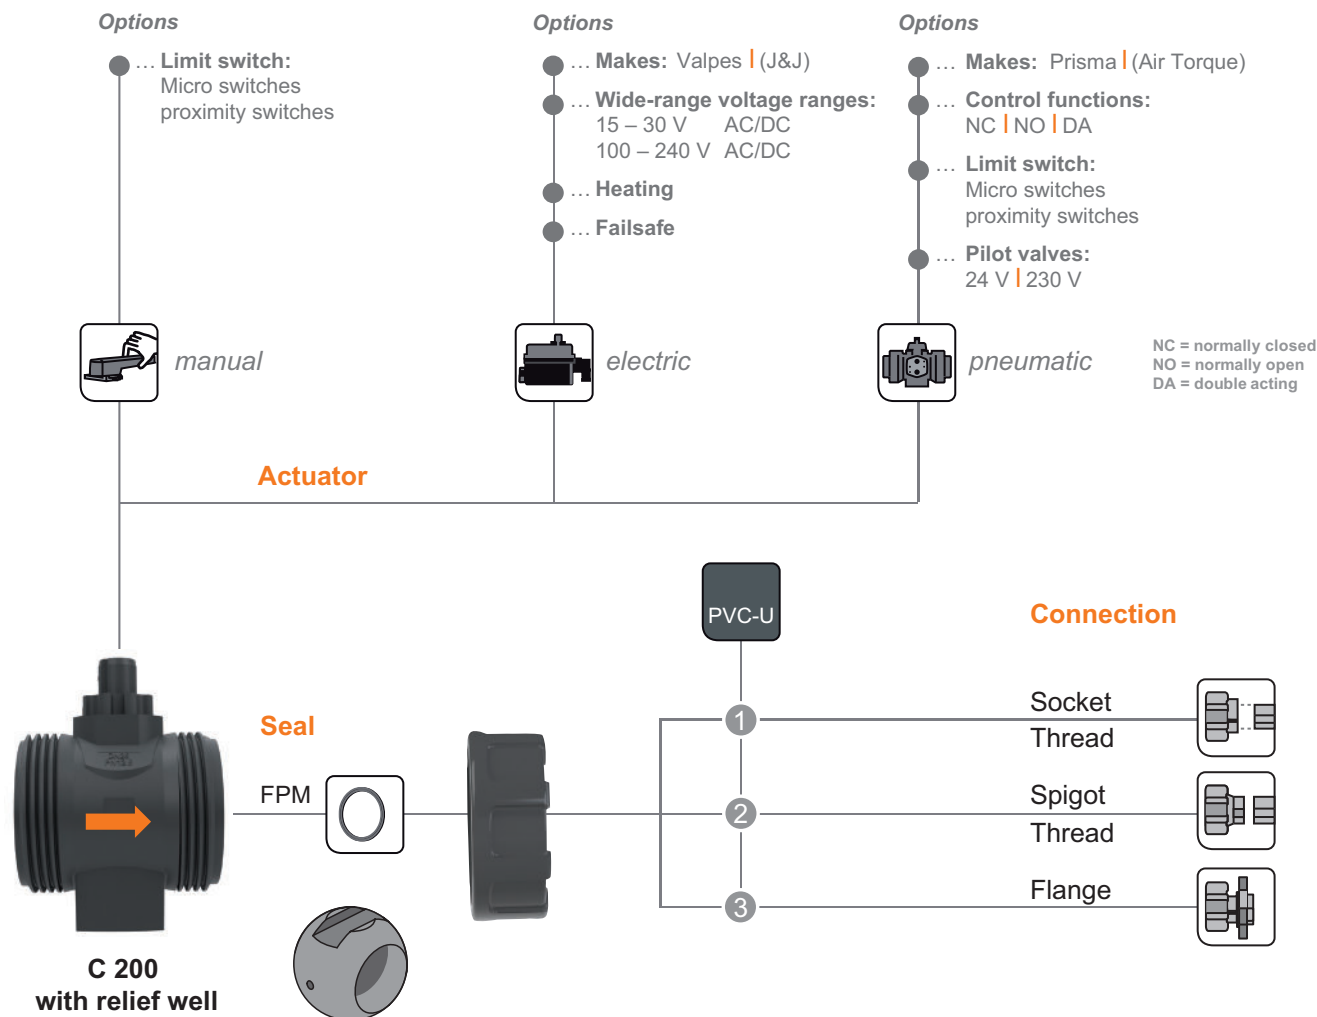 Options
… Limit switch:
Micro switches
proximity switches
Options
… Makes: Valpes | (J&J)
… Wide-range voltage ranges:
15 – 30 V AC/DC
100 – 240 V AC/DC
… Heating
… Failsafe
Options
… Makes: Prisma | (Air Torque)
… Control functions:
NC | NO | DA
… Limit switch:
Micro switches
proximity switches
… Pilot valves:
24 V | 230 V
manual
electric
pneumatic
NC = normally closed
NO = normally open
DA = double acting
Actuator
PVC-U
Connection
Seal
FPM
1
Socket
Thread
2
Spigot
Thread
3
Flange
C 200
with relief well